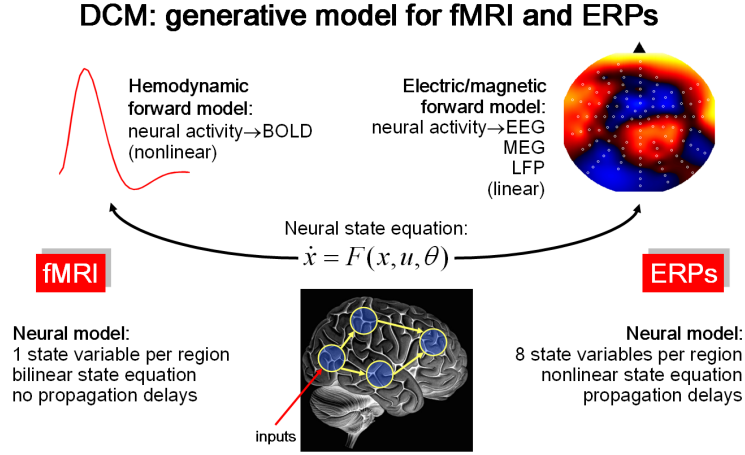 DCM: generative model for fMRI and ERPs
Hemodynamic
forward model:
neural activity→BOLD
(nonlinear)
Electric/magnetic
forward model:
neural activity→EEG
MEG
LFP
(linear)
Neural state equation:
ẋ = F(x, u, θ)
fMRI
ERPs
Neural model:
1 state variable per region
bilinear state equation
no propagation delays
inputs
Neural model:
8 state variables per region
nonlinear state equation
propagation delays